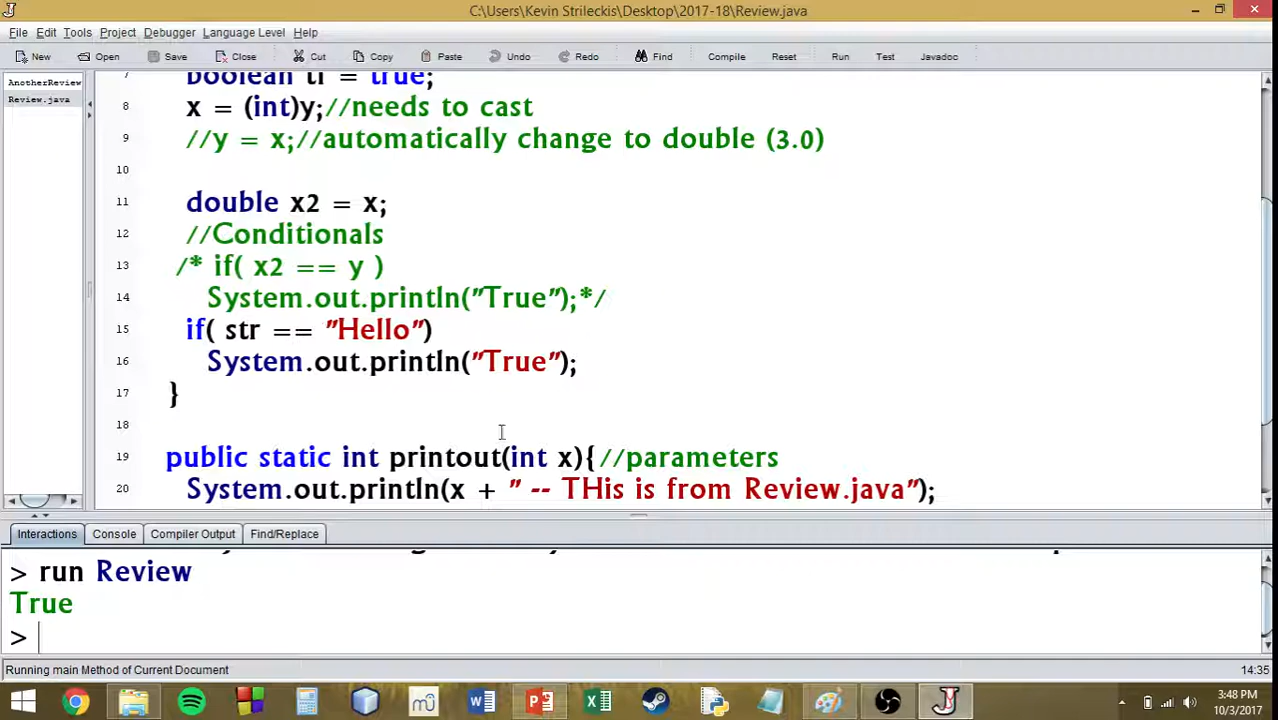 C:\Users\Kevin Strileckis\Desktop\2017-18\Review.java
File Edit Tools Project Debugger Language Level Help
New Open Save Close Cut Copy Paste Undo Redo Find Compile Reset Run Test Javadoc
AnotherReview
Review.java
7 boolean tf = true;
8 x = (int)y;//needs to cast
9 //y = x;//automatically change to double (3.0)
10
11 double x2 = x;
12 //Conditionals
13 /* if( x2 == y )
14 System.out.println("True");*/
15 if( str == "Hello")
16 System.out.println("True");
17 }
18
19 public static int printout(int x){//parameters
20 System.out.println(x + " -- THis is from Review.java");
Interactions Console Compiler Output Find/Replace
> run Review
True
>
Running main Method of Current Document 14:35
3:48 PM
10/3/2017